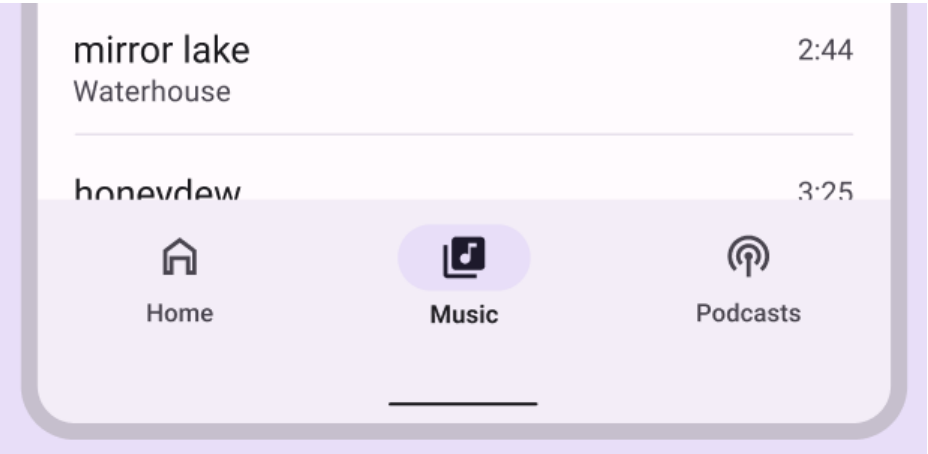 mirror lake
2:44
Waterhouse
honeydew
3:25
Home
Music
Podcasts